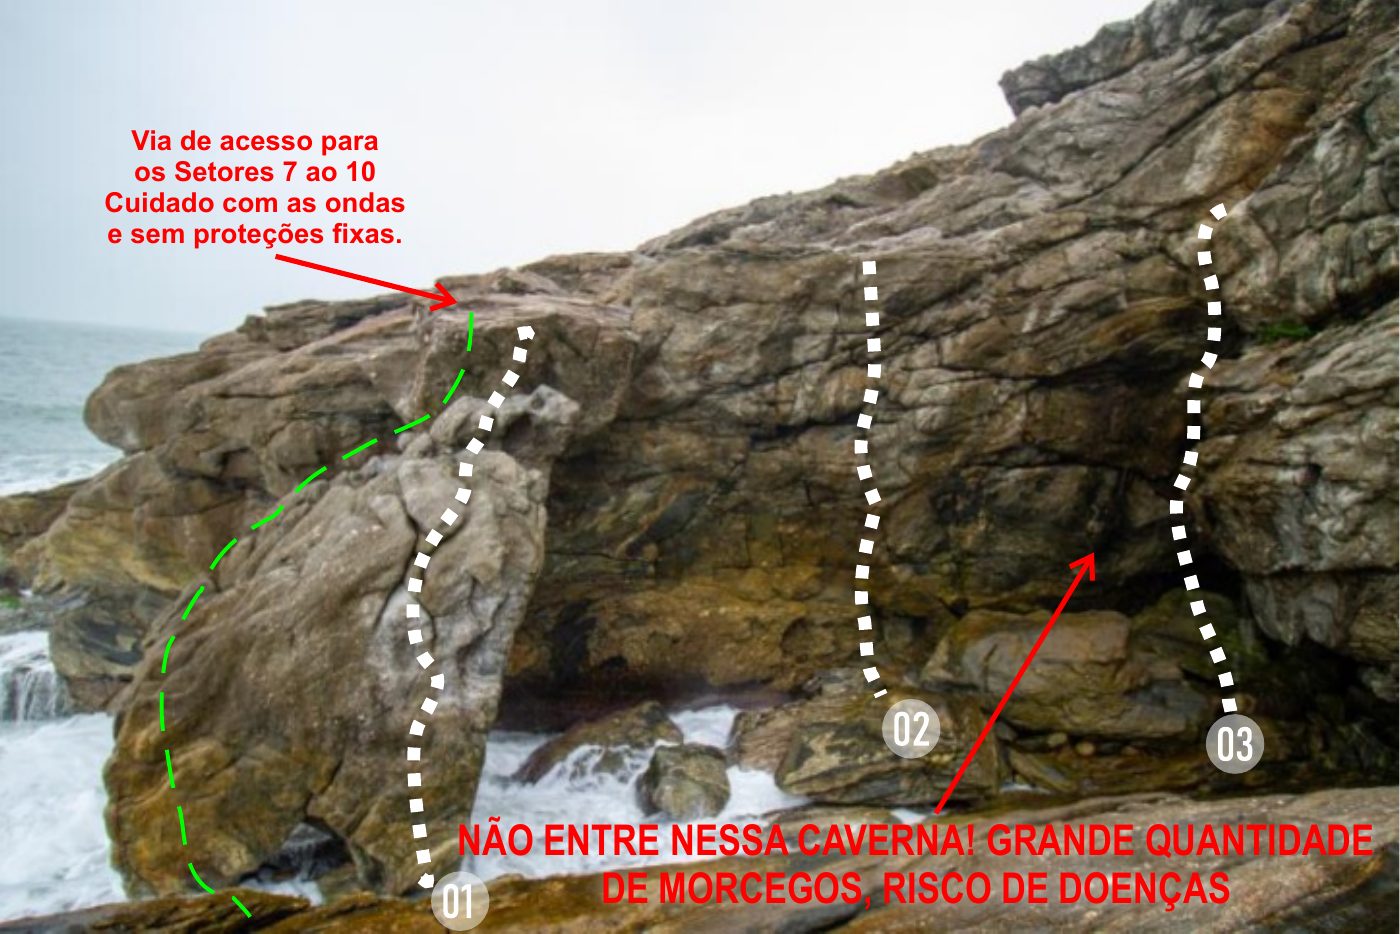 Via de acesso para
os Setores 7 ao 10
Cuidado com as ondas
e sem proteções fixas.
02
03
NÃO ENTRE NESSA CAVERNA! GRANDE QUANTIDADE
DE MORCEGOS, RISCO DE DOENÇAS
01